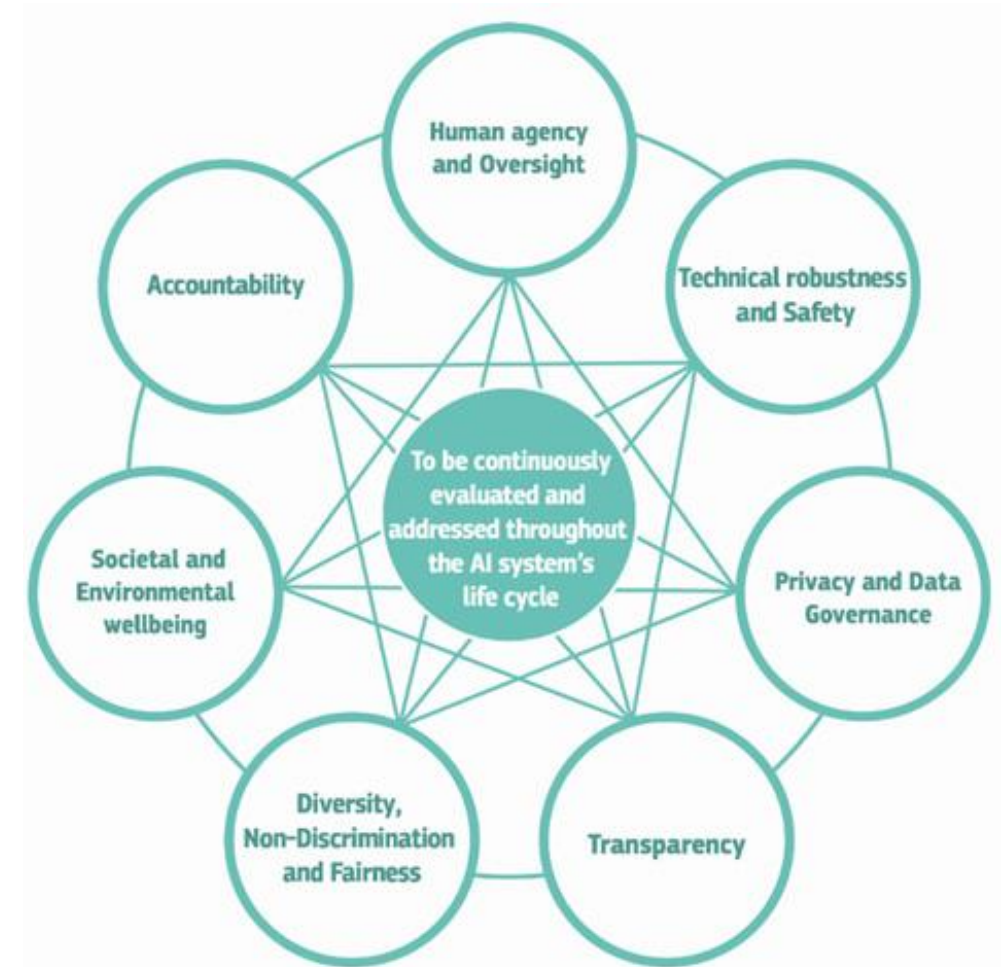 Human agency
and Oversight
Technical robustness
and Safety
Privacy and Data
Governance
Transparency
Diversity,
Non-Discrimination
and Fairness
Societal and
Environmental
wellbeing
Accountability
To be continuously
evaluated and
addressed throughout
the AI system's
life cycle